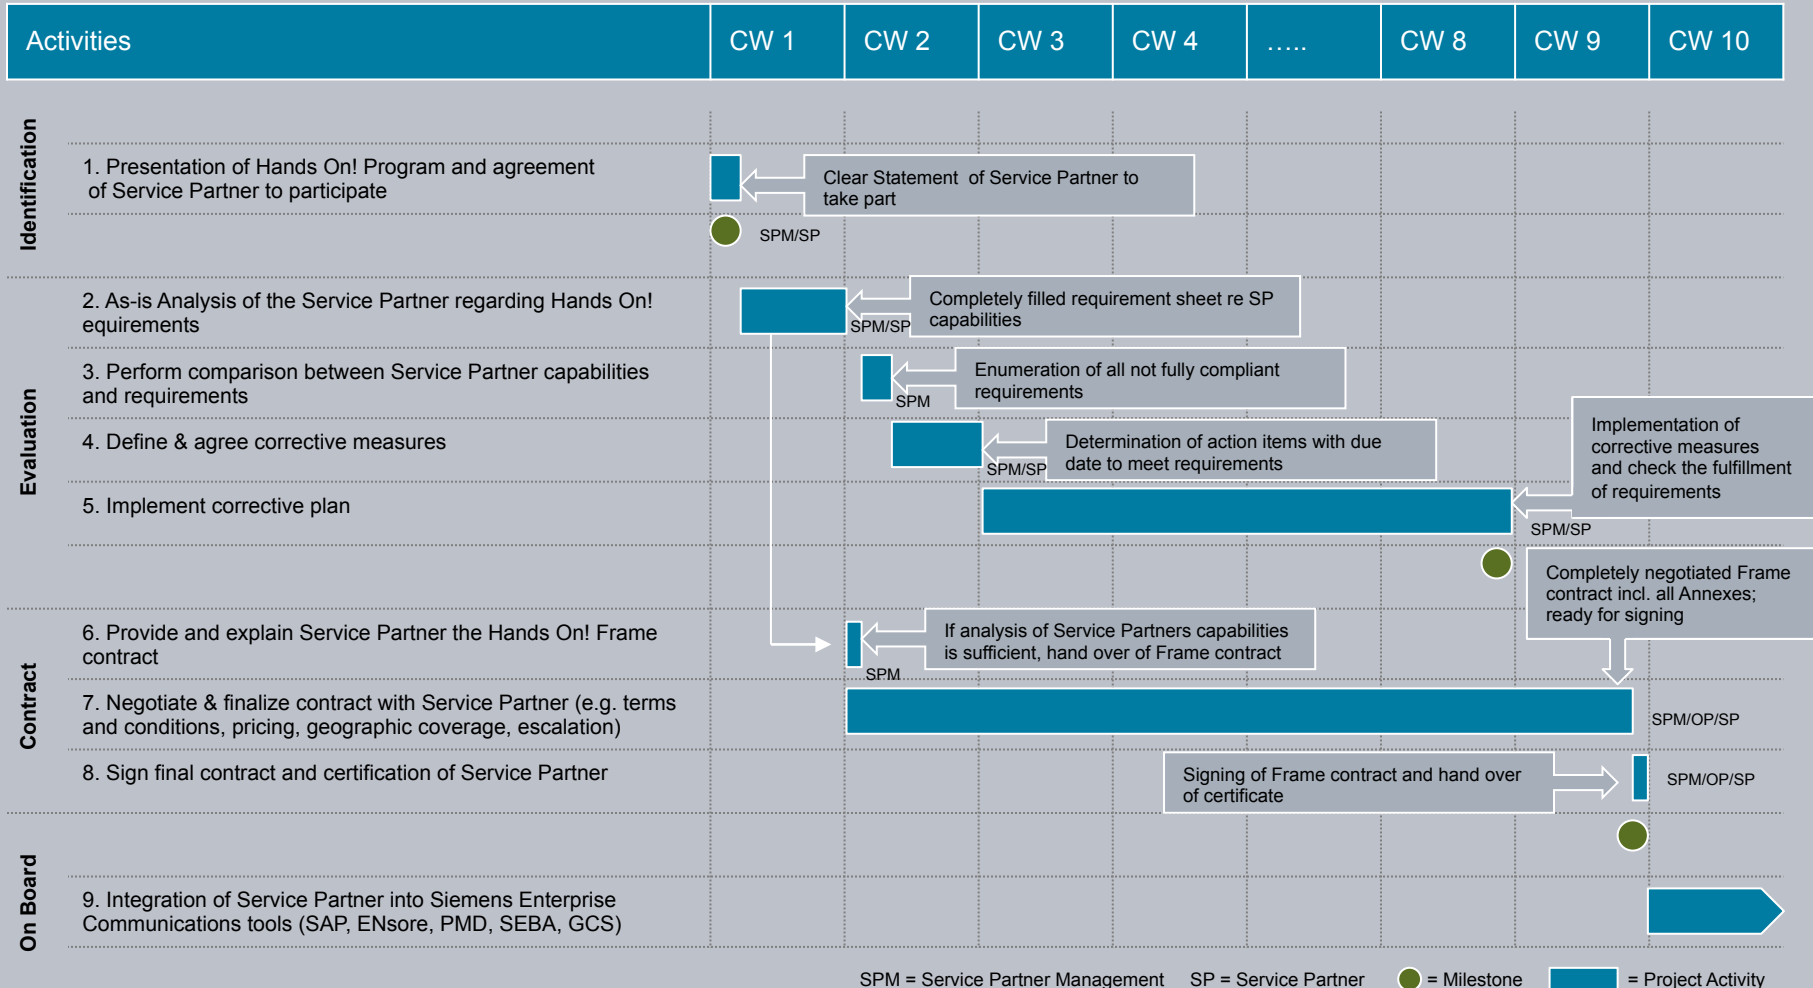 Activities CW 1 CW 2 CW 3 CW 4 ….. CW 8 CW 9 CW 10
Identification
1. Presentation of Hands On! Program and agreement
of Service Partner to participate
Clear Statement of Service Partner to
take part
SPM/SP
Evaluation
2. As-is Analysis of the Service Partner regarding Hands On!
equirements
SPM/SP
Completely filled requirement sheet re SP
capabilities
3. Perform comparison between Service Partner capabilities
and requirements
SPM
Enumeration of all not fully compliant
requirements
4. Define & agree corrective measures
SPM/SP
Determination of action items with due
date to meet requirements
5. Implement corrective plan
Implementation of
corrective measures
and check the fulfillment
of requirements
SPM/SP
Contract
6. Provide and explain Service Partner the Hands On! Frame
contract
SPM
If analysis of Service Partners capabilities
is sufficient, hand over of Frame contract
Completely negotiated Frame
contract incl. all Annexes;
ready for signing
7. Negotiate & finalize contract with Service Partner (e.g. terms
and conditions, pricing, geographic coverage, escalation)
SPM/OP/SP
8. Sign final contract and certification of Service Partner
Signing of Frame contract and hand over
of certificate
SPM/OP/SP
On Board
9. Integration of Service Partner into Siemens Enterprise
Communications tools (SAP, ENsore, PMD, SEBA, GCS)
SPM = Service Partner Management SP = Service Partner = Milestone = Project Activity